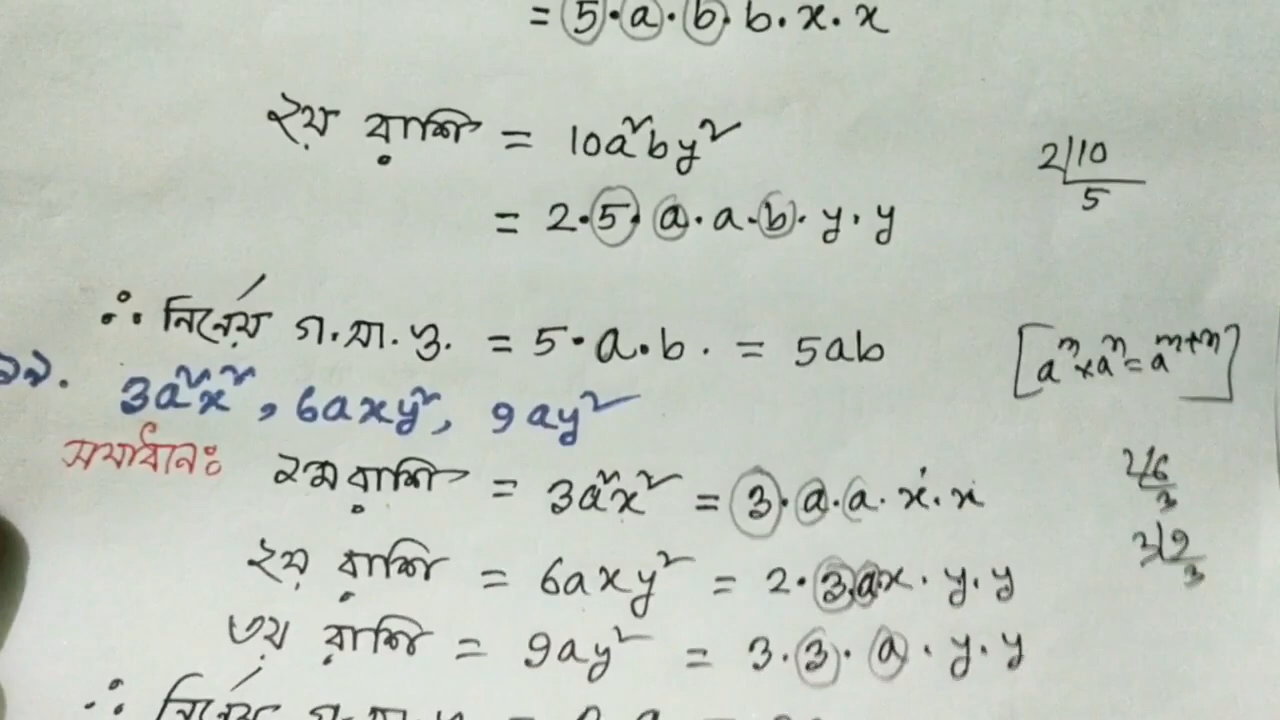 = 5·a·b·b·x·x
২য় রাশি = 10a²by²
2|10
5
= 2·5·a·a·b·y·y
∴ নির্ণেয় গ.সা.গু. = 5·a·b. = 5ab
[aᵐ×aⁿ=aᵐ⁺ⁿ]
১১. 3a²x², 6axy², 9ay²
সমাধানঃ
১ম রাশি = 3a²x² = 3·a·a·x·x
2|6
3
২য় রাশি = 6axy² = 2·3·a·x·y·y
3|9
3
৩য় রাশি = 9ay² = 3·3·a·y·y
∴ নির্ণেয় গ.সা.গু. =